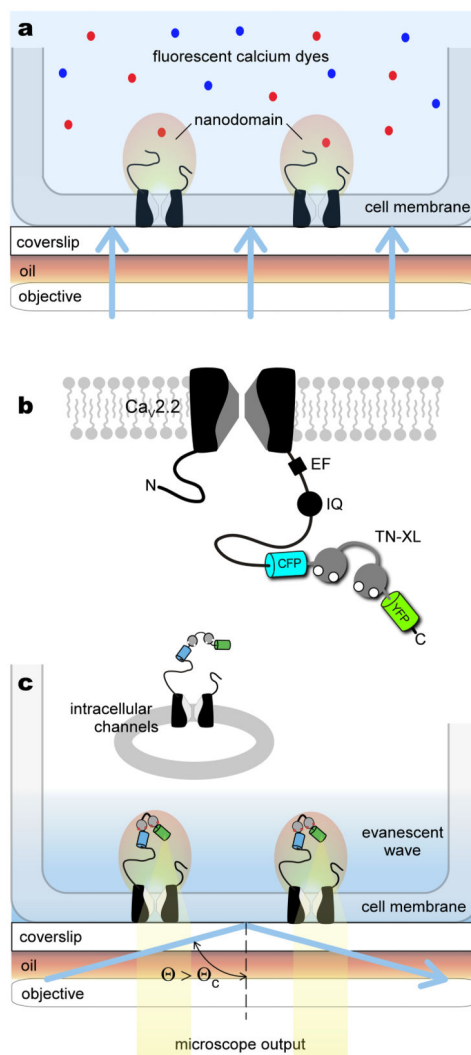 a
fluorescent calcium dyes
nanodomain
cell membrane
coverslip
oil
objective
b
CaV2.2
EF
N
IQ
TN-XL
CFP
YFP
C
c
intracellular
channels
evanescent
wave
cell membrane
coverslip
oil
Θ > Θc
objective
microscope output